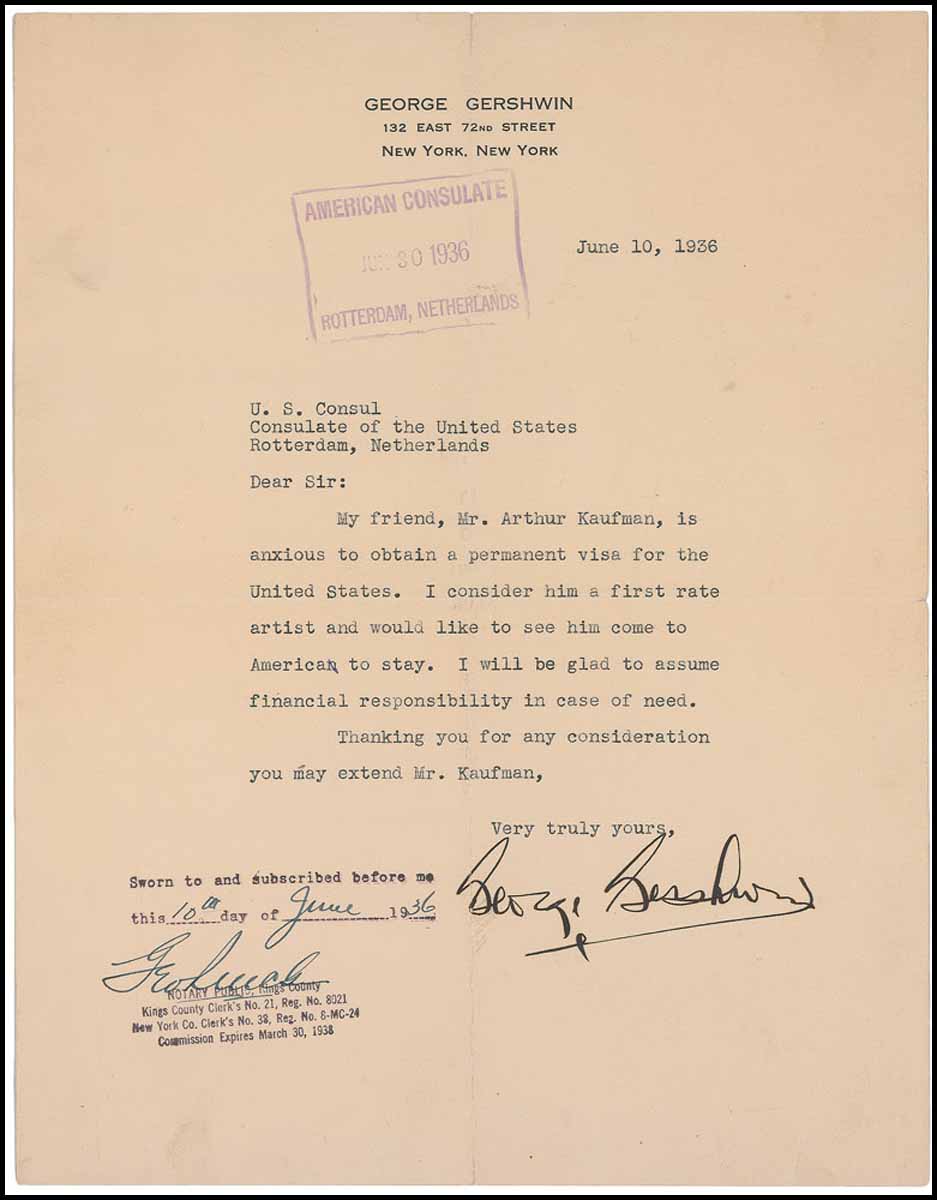 GEORGE GERSHWIN
132 EAST 72ND STREET
NEW YORK, NEW YORK
AMERICAN CONSULATE
JUN 30 1936
ROTTERDAM, NETHERLANDS
June 10, 1936
U. S. Consul
Consulate of the United States
Rotterdam, Netherlands
Dear Sir:
My friend, Mr. Arthur Kaufman, is
anxious to obtain a permanent visa for the
United States. I consider him a first rate
artist and would like to see him come to
American to stay. I will be glad to assume
financial responsibility in case of need.
Thanking you for any consideration
you may extend Mr. Kaufman,
Very truly yours,
George Gershwin
Sworn to and subscribed before me
this 10th day of June 1936
NOTARY PUBLIC, Kings County
Kings County Clerk's No. 21, Reg. No. 8021
New York Co. Clerk's No. 38, Reg. No. 8-MC-24
Commission Expires March 30, 1938